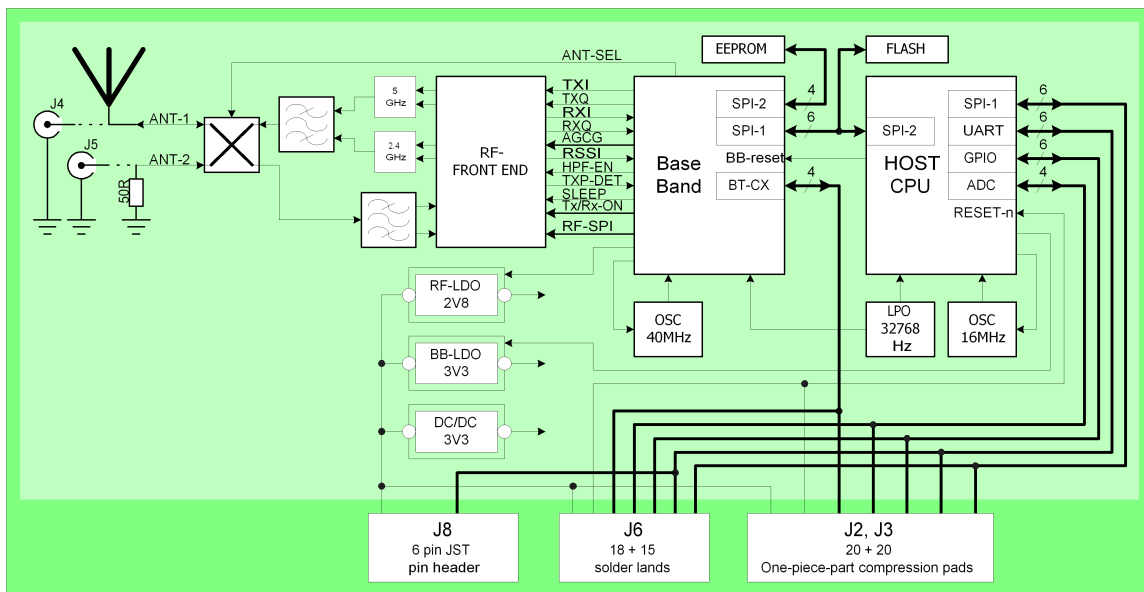 EEPROM
FLASH
ANT-SEL
J4
J5
ANT-1
ANT-2
50R
5
GHz
2.4
GHz
RF-
FRONT END
TXI
TXQ
RXI
RXQ
AGCG
RSSI
HPF-EN
TXP-DET
SLEEP
Tx/Rx-ON
RF-SPI
Base
Band
SPI-2
4
SPI-1
6
BB-reset
BT-CX
4
HOST
CPU
SPI-2
SPI-1
6
UART
6
GPIO
6
ADC
4
RESET-n
RF-LDO
2V8
BB-LDO
3V3
DC/DC
3V3
OSC
40MHz
LPO
32768
Hz
OSC
16MHz
J8
6 pin JST
pin header
J6
18 + 15
solder lands
J2, J3
20 + 20
One-piece-part compression pads